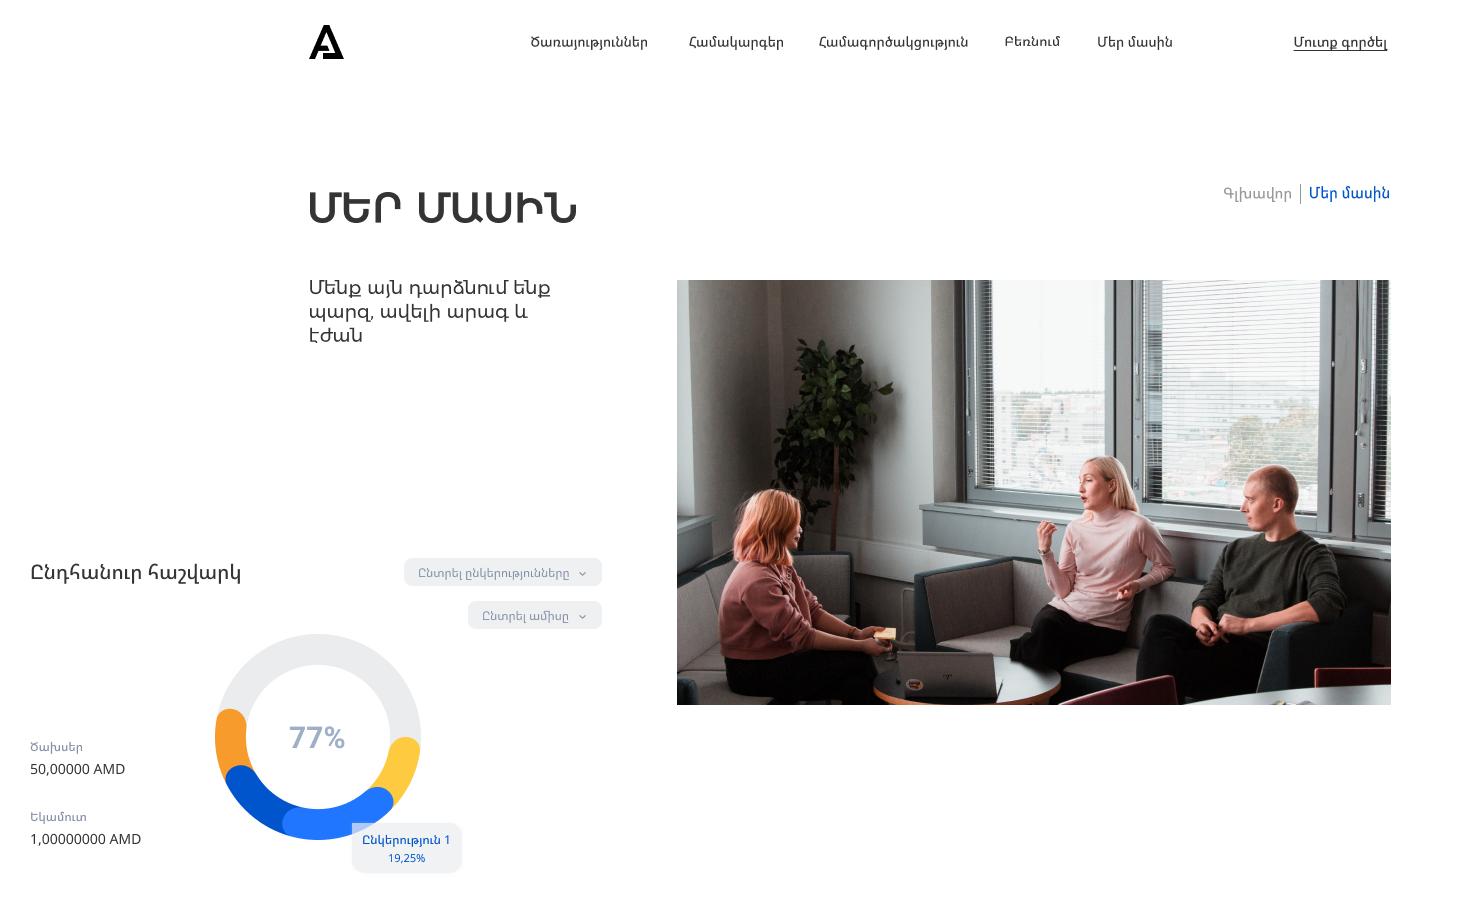 Ծառայություններ
Համակարգեր
Համագործակցություն
Բեռնում
Մեր մասին
Մուտք գործել
ՄԵՐ ՄԱՍԻՆ
Գլխավոր
Մեր մասին
Մենք այն դարձնում ենք
պարզ, ավելի արագ և
էժան
Ընդհանուր հաշվարկ
Ընտրել ընկերությունները
Ընտրել ամիսը
77%
Ծախսեր
50,00000 AMD
Եկամուտ
1,00000000 AMD
Ընկերություն 1
19,25%